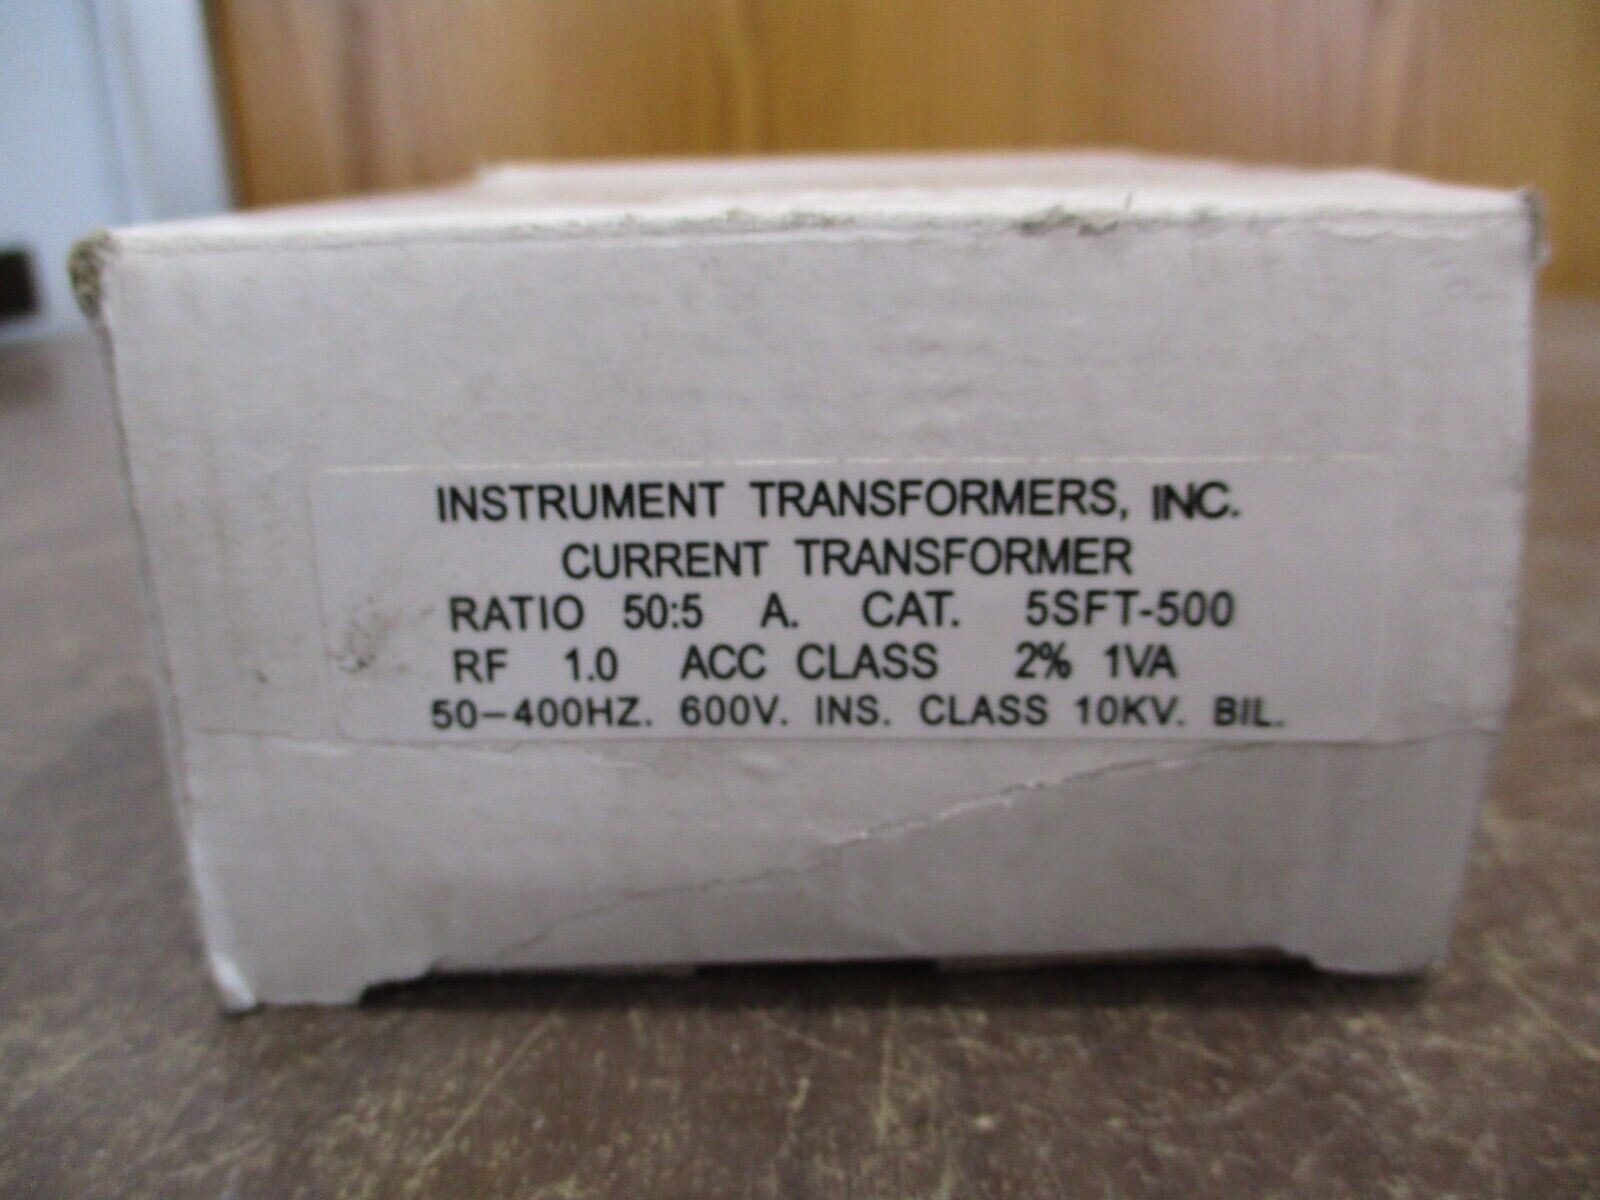 INSTRUMENT TRANSFORMERS, INC.
CURRENT TRANSFORMER
RATIO 50:5 A. CAT. 5SFT-500
RF 1.0 ACC CLASS 2% 1VA
50-400HZ. 600V. INS. CLASS 10KV. BIL.